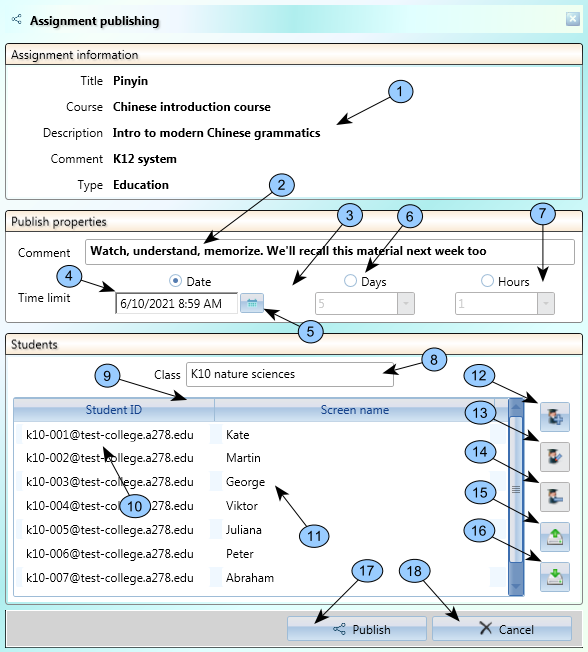 Assignment publishing
Assignment information
Title Pinyin
1
Course Chinese introduction course
Description Intro to modern Chinese grammatics
Comment K12 system
Type Education
2
Publish properties
3 6 7
Comment Watch, understand, memorize. We'll recall this material next week too
4
Date Days Hours
Time limit 6/10/2021 8:59 AM 5 1
5
Students
8
Class K10 nature sciences
9 12
Student ID Screen name
13
k10-001@test-college.a278.edu Kate
14
k10-002@test-college.a278.edu Martin
k10-003@test-college.a278.edu George
15
k10-004@test-college.a278.edu Viktor
10
k10-005@test-college.a278.edu Juliana
11 16
k10-006@test-college.a278.edu Peter
k10-007@test-college.a278.edu Abraham
17 18
Publish Cancel